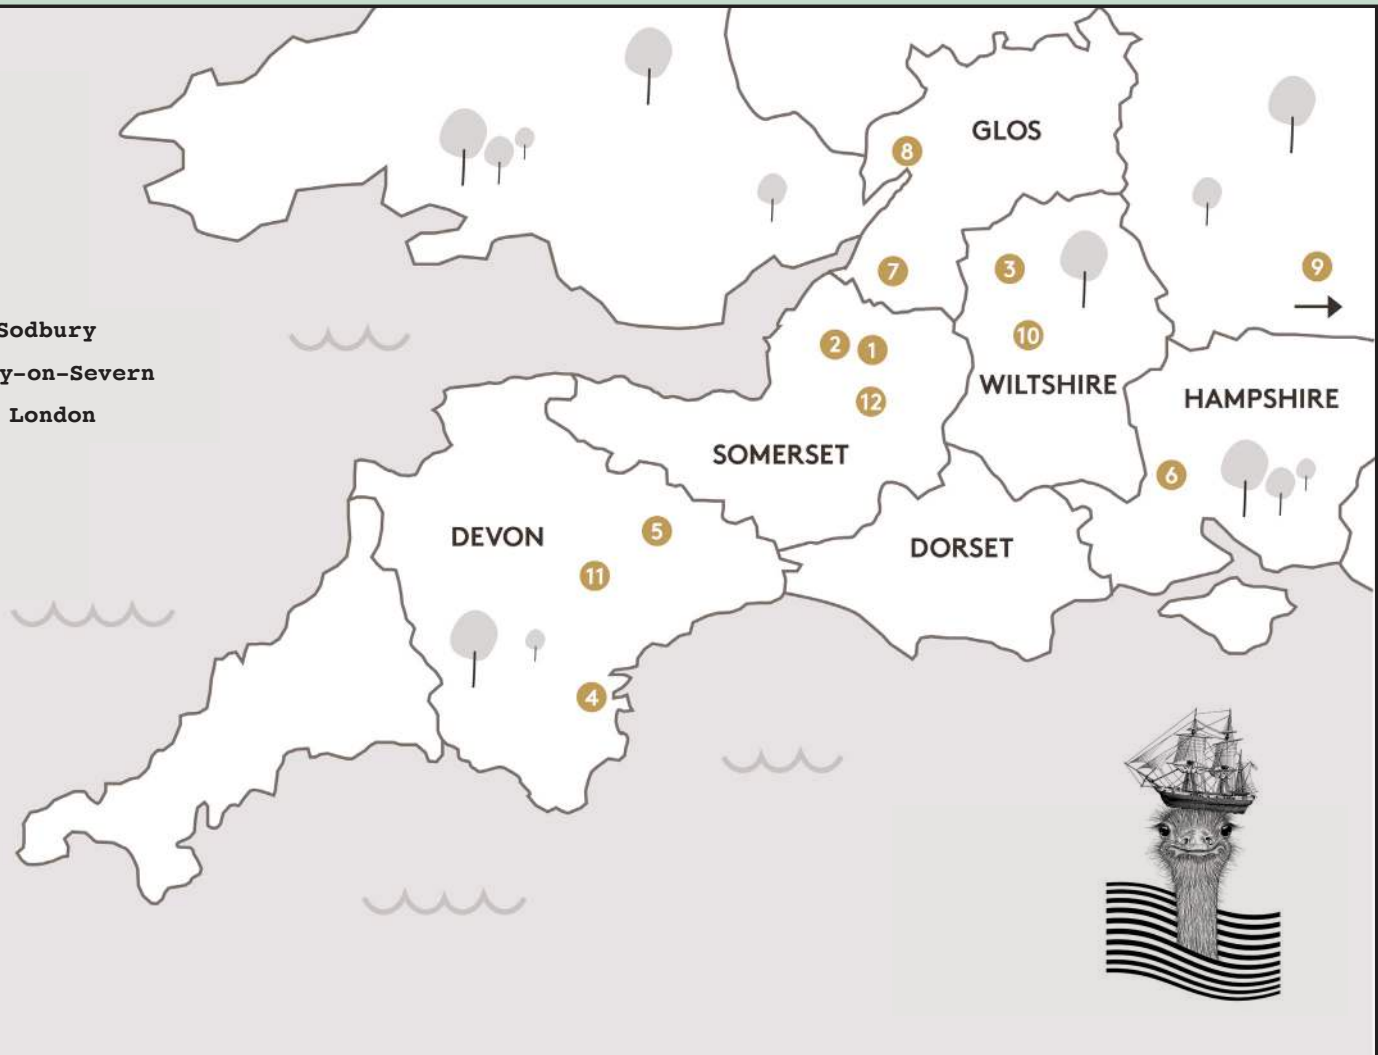 GLOS
8
7
3
9
Sodbury
10
2
1
y-on-Severn
WILTSHIRE
HAMPSHIRE
12
London
SOMERSET
6
5
DEVON
DORSET
11
4